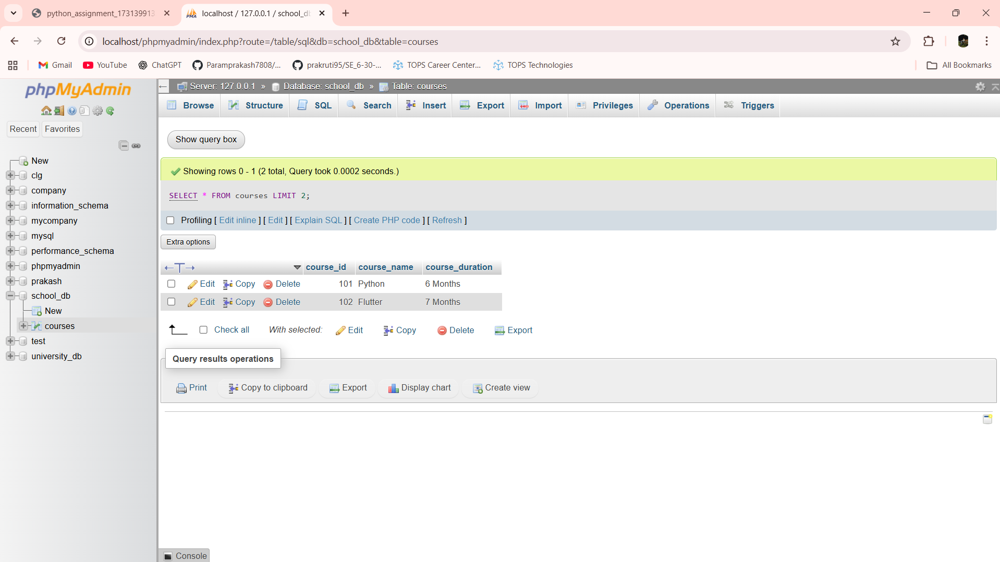 python_assignment_173139913
localhost / 127.0.0.1 / school_db
localhost/phpmyadmin/index.php?route=/table/sql&db=school_db&table=courses
Gmail YouTube ChatGPT Paramprakash7808/... prakruti95/SE_6-30-... TOPS Career Center... TOPS Technologies All Bookmarks
phpMyAdmin
Recent Favorites
New
clg
company
information_schema
mycompany
mysql
performance_schema
phpmyadmin
prakash
school_db
New
courses
test
university_db
Server: 127.0.0.1 » Database: school_db » Table: courses
Browse Structure SQL Search Insert Export Import Privileges Operations Triggers
Show query box
Showing rows 0 - 1 (2 total, Query took 0.0002 seconds.)
SELECT * FROM courses LIMIT 2;
Profiling [ Edit inline ] [ Edit ] [ Explain SQL ] [ Create PHP code ] [ Refresh ]
Extra options
←T→ course_id course_name course_duration
Edit Copy Delete 101 Python 6 Months
Edit Copy Delete 102 Flutter 7 Months
Check all With selected: Edit Copy Delete Export
Query results operations
Print Copy to clipboard Export Display chart Create view
Console